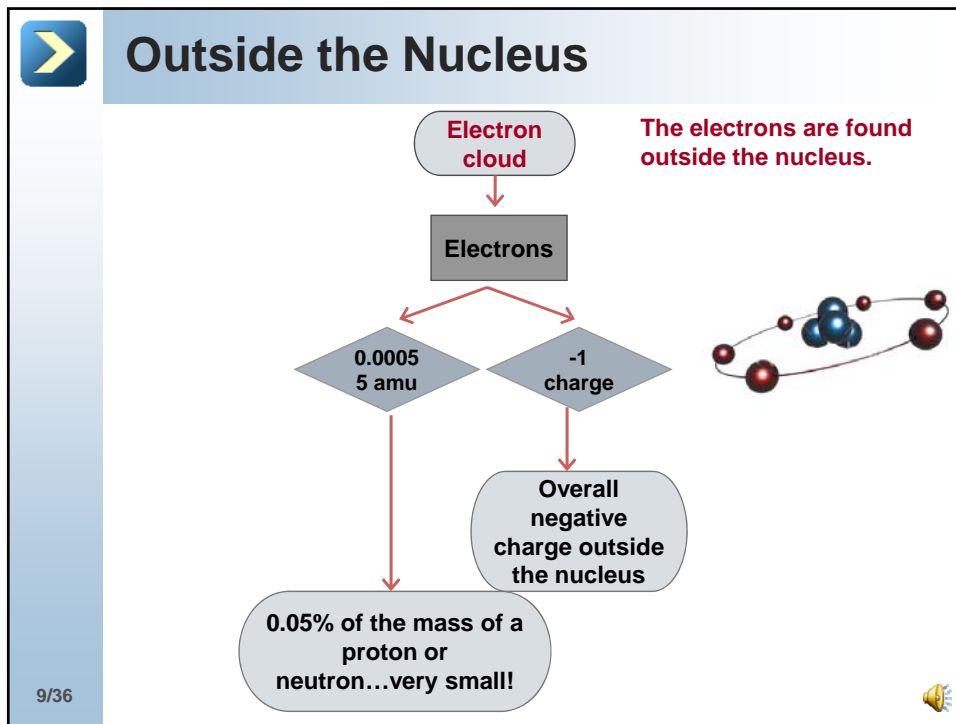 Outside the Nucleus
Electron
cloud
The electrons are found
outside the nucleus.
Electrons
0.0005
5 amu
-1
charge
Overall
negative
charge outside
the nucleus
0.05% of the mass of a
proton or
neutron…very small!
9/36